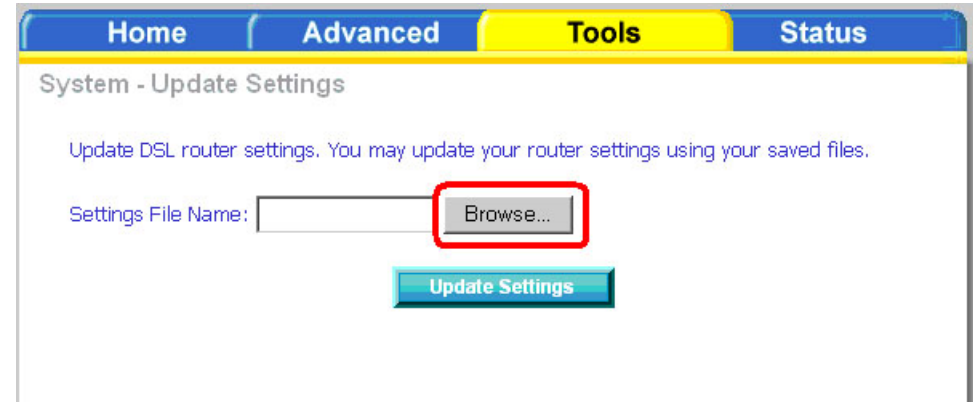 Home Advanced Tools Status
System - Update Settings
Update DSL router settings. You may update your router settings using your saved files.
Settings File Name: Browse...
Update Settings